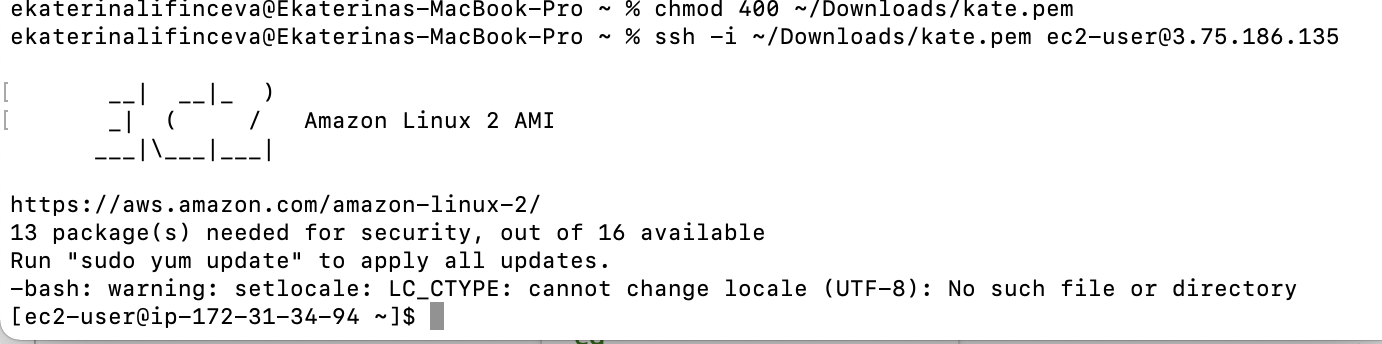 ekaterinalifinceva@Ekaterinas-MacBook-Pro ~ % chmod 400 ~/Downloads/kate.pem
ekaterinalifinceva@Ekaterinas-MacBook-Pro ~ % ssh -i ~/Downloads/kate.pem ec2-user@3.75.186.135
[       __|  __|_  )
[       _|  (     /   Amazon Linux 2 AMI
      ___|\___|___|
https://aws.amazon.com/amazon-linux-2/
13 package(s) needed for security, out of 16 available
Run "sudo yum update" to apply all updates.
-bash: warning: setlocale: LC_CTYPE: cannot change locale (UTF-8): No such file or directory
[ec2-user@ip-172-31-34-94 ~]$